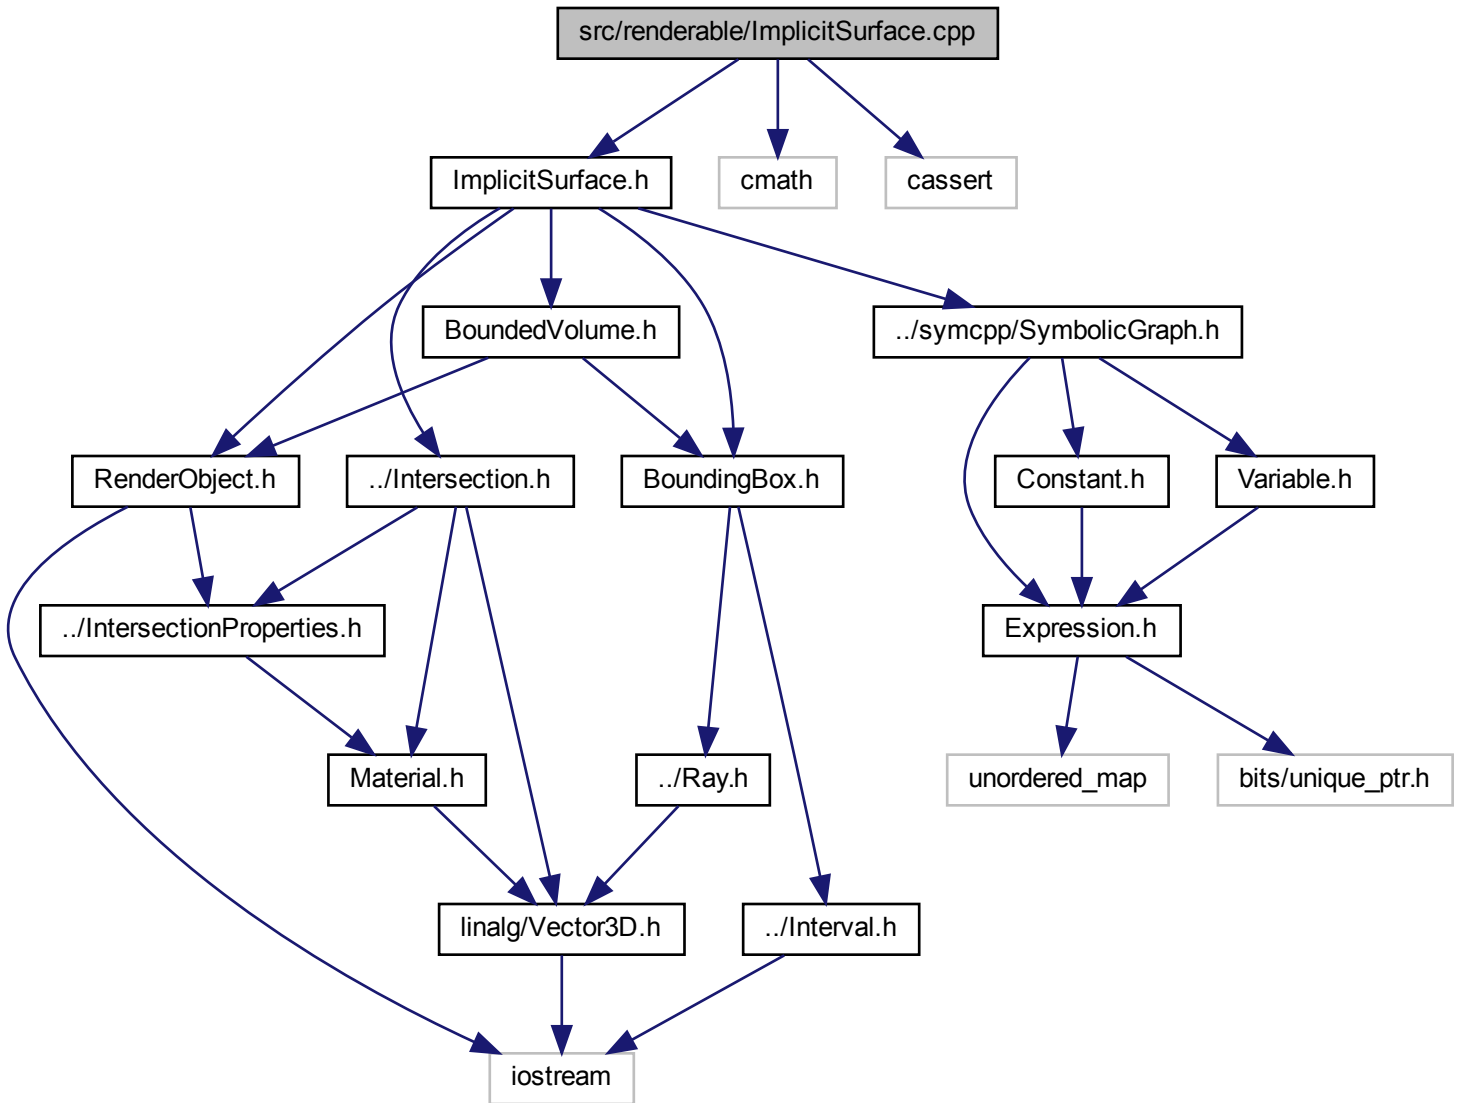 src/renderable/ImplicitSurface.cpp
ImplicitSurface.h
cmath
cassert
BoundedVolume.h
../symcpp/SymbolicGraph.h
RenderObject.h
../Intersection.h
BoundingBox.h
Constant.h
Variable.h
../IntersectionProperties.h
Expression.h
Material.h
../Ray.h
unordered_map
bits/unique_ptr.h
linalg/Vector3D.h
../Interval.h
iostream